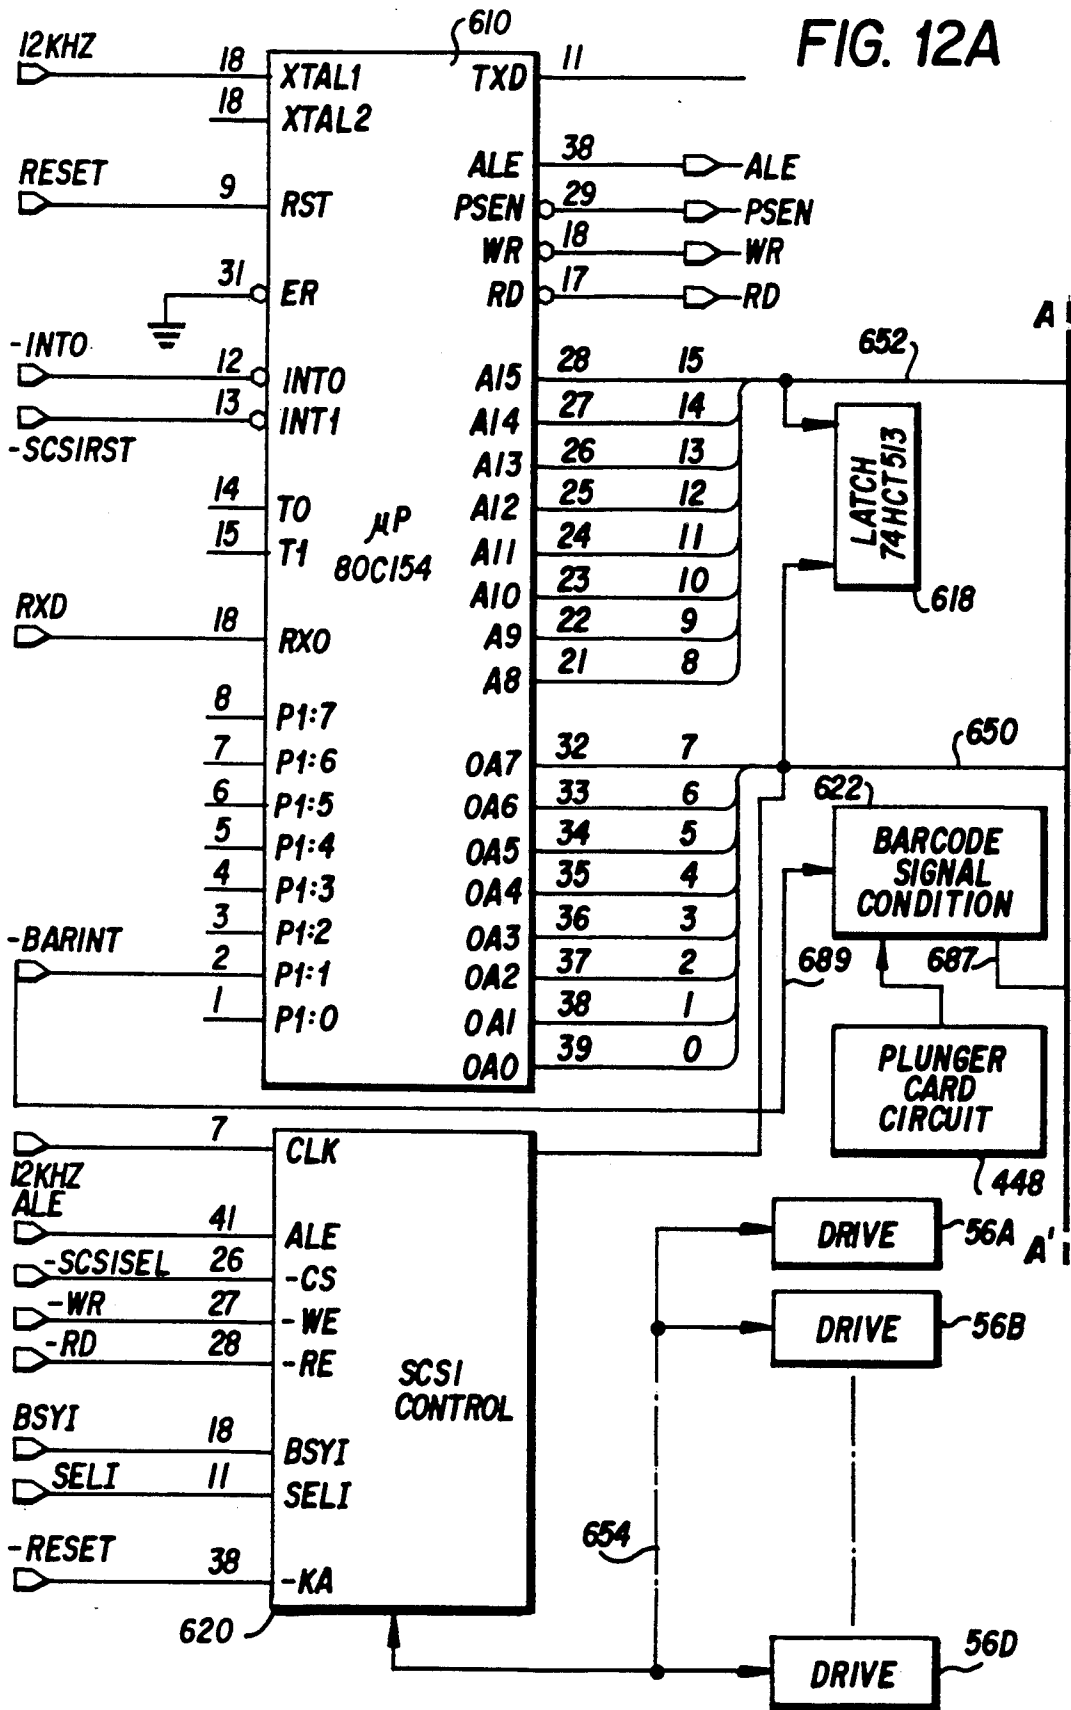 FIG. 12A
610
12KHZ
18 XTAL1
18 XTAL2
RESET
9 RST
31 ER
-INTO
12 INTO
13 INT1
-SCSIRST
14 TO
15 T1
μP
80C154
RXD
18 RXO
8 P1:7
7 P1:6
6 P1:5
5 P1:4
4 P1:3
3 P1:2
-BARINT
2 P1:1
1 P1:0
TXD 11
ALE 38 ALE
PSEN 29 PSEN
WR 18 WR
RD 17 RD
A15 28 15
A14 27 14
A13 26 13
A12 25 12
A11 24 11
A10 23 10
A9 22 9
A8 21 8
OA7 32 7
OA6 33 6
OA5 34 5
OA4 35 4
OA3 36 3
OA2 37 2
OA1 38 1
OAO 39 0
A
652
LATCH
74HCT513
618
650
622
BARCODE
SIGNAL
CONDITION
689
687
PLUNGER
CARD
CIRCUIT
448
A'
7 CLK
12KHZ
ALE
41 ALE
-SCSISEL 26 -CS
-WR 27 -WE
-RD 28 -RE
SCSI
CONTROL
BSYI
18 BSYI
SELI 11 SELI
-RESET
38 -KA
620
654
DRIVE 56A
DRIVE 56B
DRIVE 56D